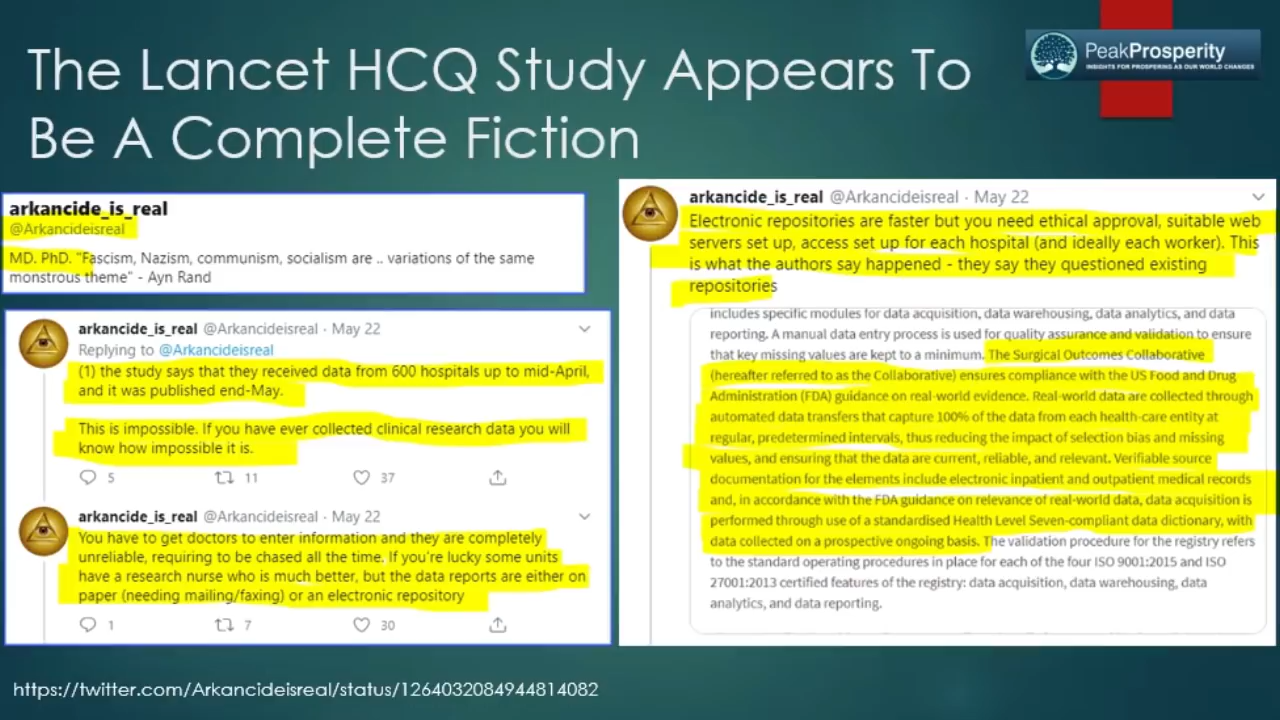 The Lancet HCQ Study Appears To
Be A Complete Fiction
PeakProsperity
INSIGHTS FOR PROSPERING AS OUR WORLD CHANGES
arkancide_is_real
@Arkancideisreal
MD. PhD. "Fascism, Nazism, communism, socialism are .. variations of the same
monstrous theme" - Ayn Rand
arkancide_is_real @Arkancideisreal · May 22
Replying to @Arkancideisreal
(1) the study says that they received data from 600 hospitals up to mid-April,
and it was published end-May.
This is impossible. If you have ever collected clinical research data you will
know how impossible it is.
5 11 37
arkancide_is_real @Arkancideisreal · May 22
You have to get doctors to enter information and they are completely
unreliable, requiring to be chased all the time. If you're lucky some units
have a research nurse who is much better, but the data reports are either on
paper (needing mailing/faxing) or an electronic repository
1 7 30
arkancide_is_real @Arkancideisreal · May 22
Electronic repositories are faster but you need ethical approval, suitable web
servers set up, access set up for each hospital (and ideally each worker). This
is what the authors say happened - they say they questioned existing
repositories
includes specific modules for data acquisition, data warehousing, data analytics, and data
reporting. A manual data entry process is used for quality assurance and validation to ensure
that key missing values are kept to a minimum. The Surgical Outcomes Collaborative
(hereafter referred to as the Collaborative) ensures compliance with the US Food and Drug
Administration (FDA) guidance on real-world evidence. Real-world data are collected through
automated data transfers that capture 100% of the data from each health-care entity at
regular, predetermined intervals, thus reducing the impact of selection bias and missing
values, and ensuring that the data are current, reliable, and relevant. Verifiable source
documentation for the elements include electronic inpatient and outpatient medical records
and, in accordance with the FDA guidance on relevance of real-world data, data acquisition is
performed through use of a standardised Health Level Seven-compliant data dictionary, with
data collected on a prospective ongoing basis. The validation procedure for the registry refers
to the standard operating procedures in place for each of the four ISO 9001:2015 and ISO
27001:2013 certified features of the registry: data acquisition, data warehousing, data
analytics, and data reporting.
https://twitter.com/Arkancideisreal/status/1264032084944814082